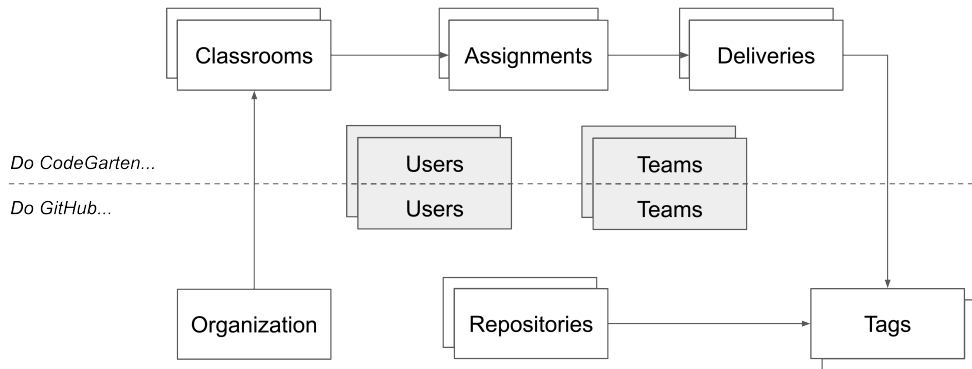 Classrooms
Assignments
Deliveries
Do CodeGarten...
Users
Teams
Do GitHub...
Users
Teams
Organization
Repositories
Tags